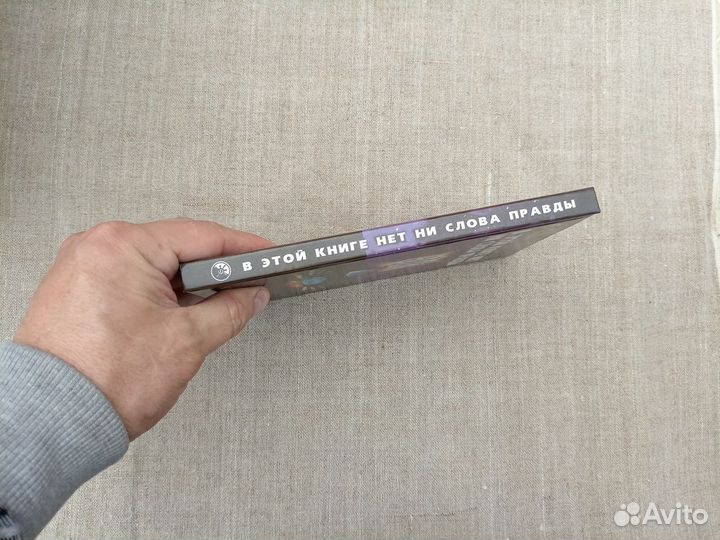 В ЭТОЙ КНИГЕ НЕТ НИ СЛОВА ПРАВДЫ
Avito